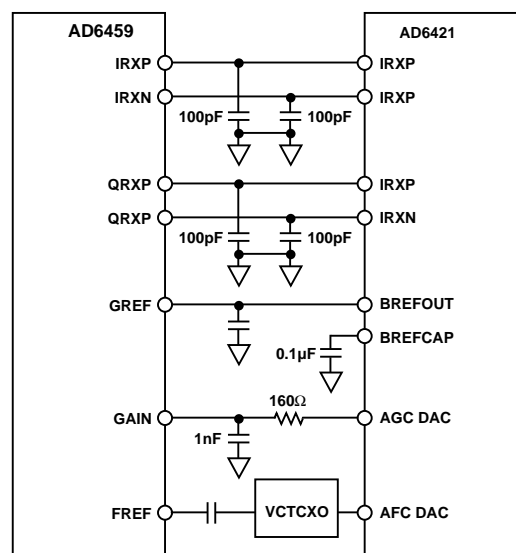 AD6459
AD6421
IRXP
IRXP
IRXN
IRXP
100pF
100pF
QRXP
IRXP
QRXP
IRXN
100pF
100pF
GREF
BREFOUT
BREFCAP
0.1µF
160Ω
GAIN
AGC DAC
1nF
FREF
VCTCXO
AFC DAC